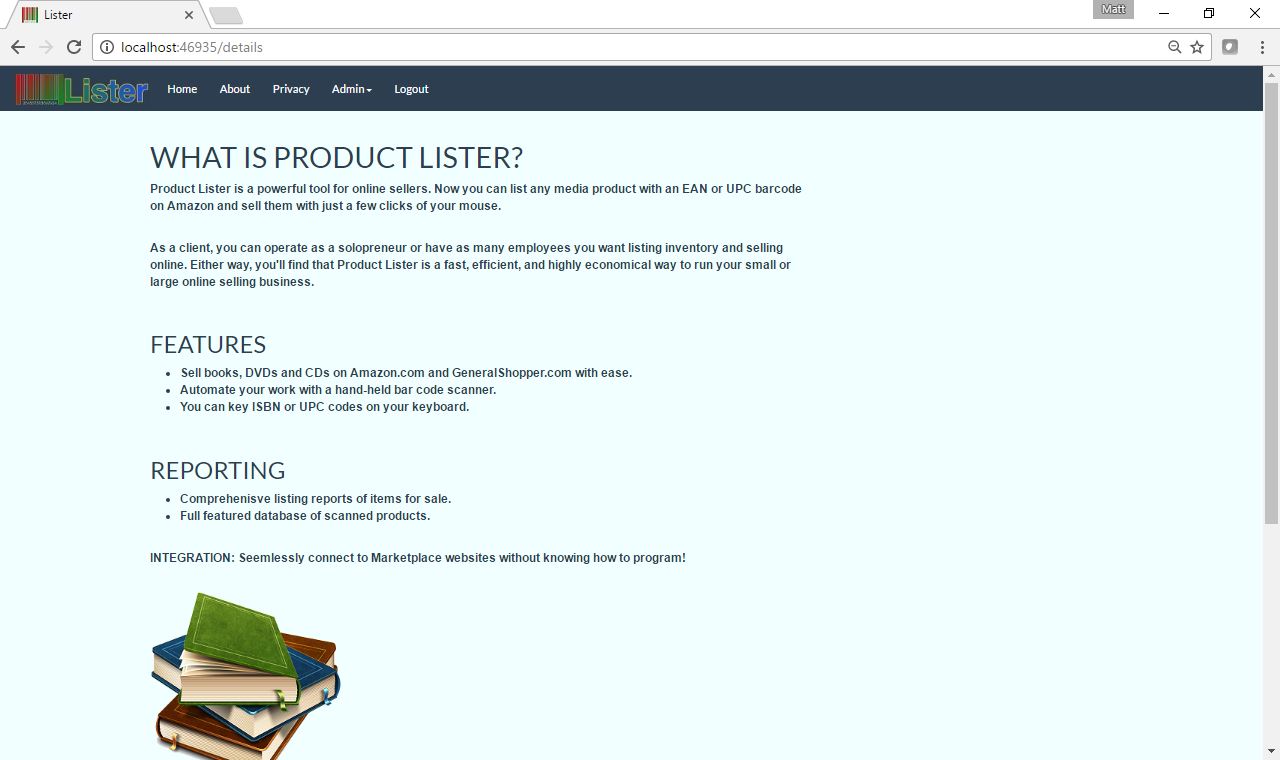 Lister
Matt
localhost:46935/details
Lister Home About Privacy Admin Logout
WHAT IS PRODUCT LISTER?
Product Lister is a powerful tool for online sellers. Now you can list any media product with an EAN or UPC barcode
on Amazon and sell them with just a few clicks of your mouse.
As a client, you can operate as a solopreneur or have as many employees you want listing inventory and selling
online. Either way, you'll find that Product Lister is a fast, efficient, and highly economical way to run your small or
large online selling business.
FEATURES
• Sell books, DVDs and CDs on Amazon.com and GeneralShopper.com with ease.
• Automate your work with a hand-held bar code scanner.
• You can key ISBN or UPC codes on your keyboard.
REPORTING
• Comprehenisve listing reports of items for sale.
• Full featured database of scanned products.
INTEGRATION: Seemlessly connect to Marketplace websites without knowing how to program!